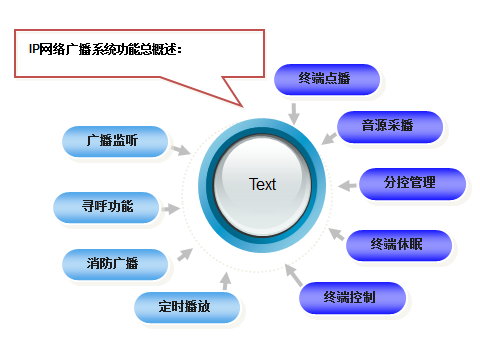 IP网络广播系统功能总概述：
终端点播
音源采播
广播监听
分控管理
Text
寻呼功能
终端休眠
消防广播
终端控制
定时播放